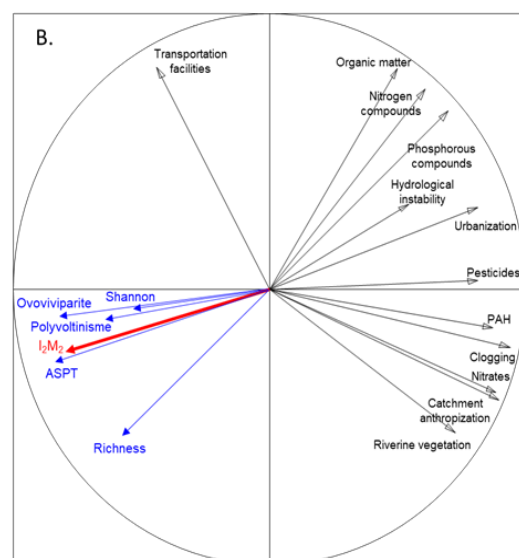 B.
Transportation
facilities
Organic matter
Nitrogen
compounds
Phosphorous
compounds
Hydrological
instability
Urbanization
Pesticides
Ovoviviparite
Shannon
Polyvoltinisme
I₂M₂
ASPT
Richness
PAH
Clogging
Nitrates
Catchment
anthropization
Riverine vegetation